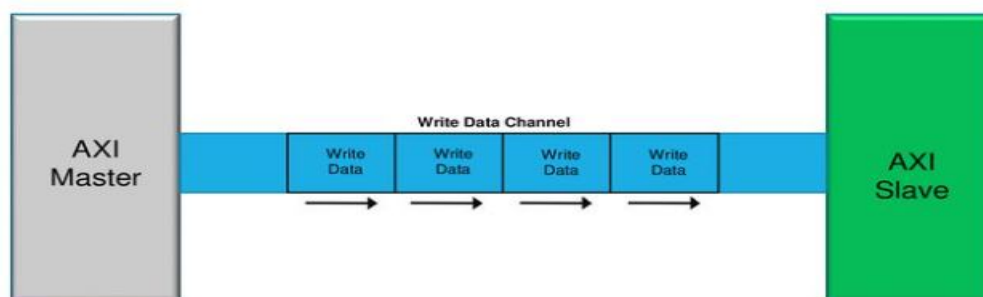 Write Data Channel
AXI
Master
Write
Data
Write
Data
Write
Data
Write
Data
AXI
Slave